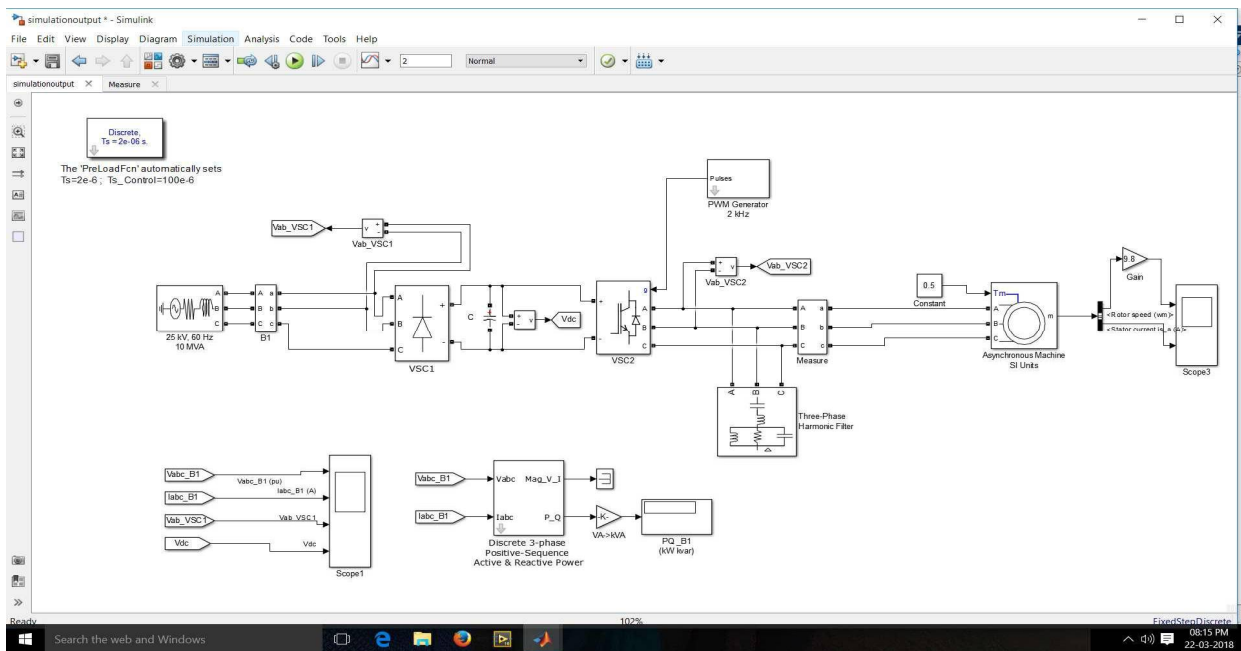 simulationoutput * - Simulink
File Edit View Display Diagram Simulation Analysis Code Tools Help
2
Normal
simulationoutput
Measure
Discrete,
Ts = 2e-06 s.
The 'PreLoadFcn' automatically sets
Ts=2e-6 ; Ts_Control=100e-6
Pulses
PWM Generator
2 kHz
Vab_VSC1
v
+
-
Vab_VSC1
+
-
v
Vab_VSC2
Vab_VSC2
9.8
Gain
0.5
Constant
A
B
C
25 kV, 60 Hz
10 MVA
A a
B b
C c
B1
A
B
C
+
-
VSC1
C
+
+
-
v
Vdc
g
+
-
A
B
C
VSC2
A a
B b
C c
Measure
Tm
A
B
C
m
Asynchronous Machine
SI Units
<Rotor speed (wm)>
<Stator current is_a (A)>
Scope3
A B C
Three-Phase
Harmonic Filter
Vabc_B1
Vabc_B1 (pu)
Iabc_B1
Iabc_B1 (A)
Vab_VSC1
Vab_VSC1
Vdc
Vdc
Scope1
Vabc_B1
Iabc_B1
Vabc Mag_V_I
Iabc P_Q
Discrete 3-phase
Positive-Sequence
Active & Reactive Power
-K-
VA->kVA
PQ_B1
(kW kvar)
Ready
102%
FixedStepDiscrete
Search the web and Windows
08:15 PM
22-03-2018